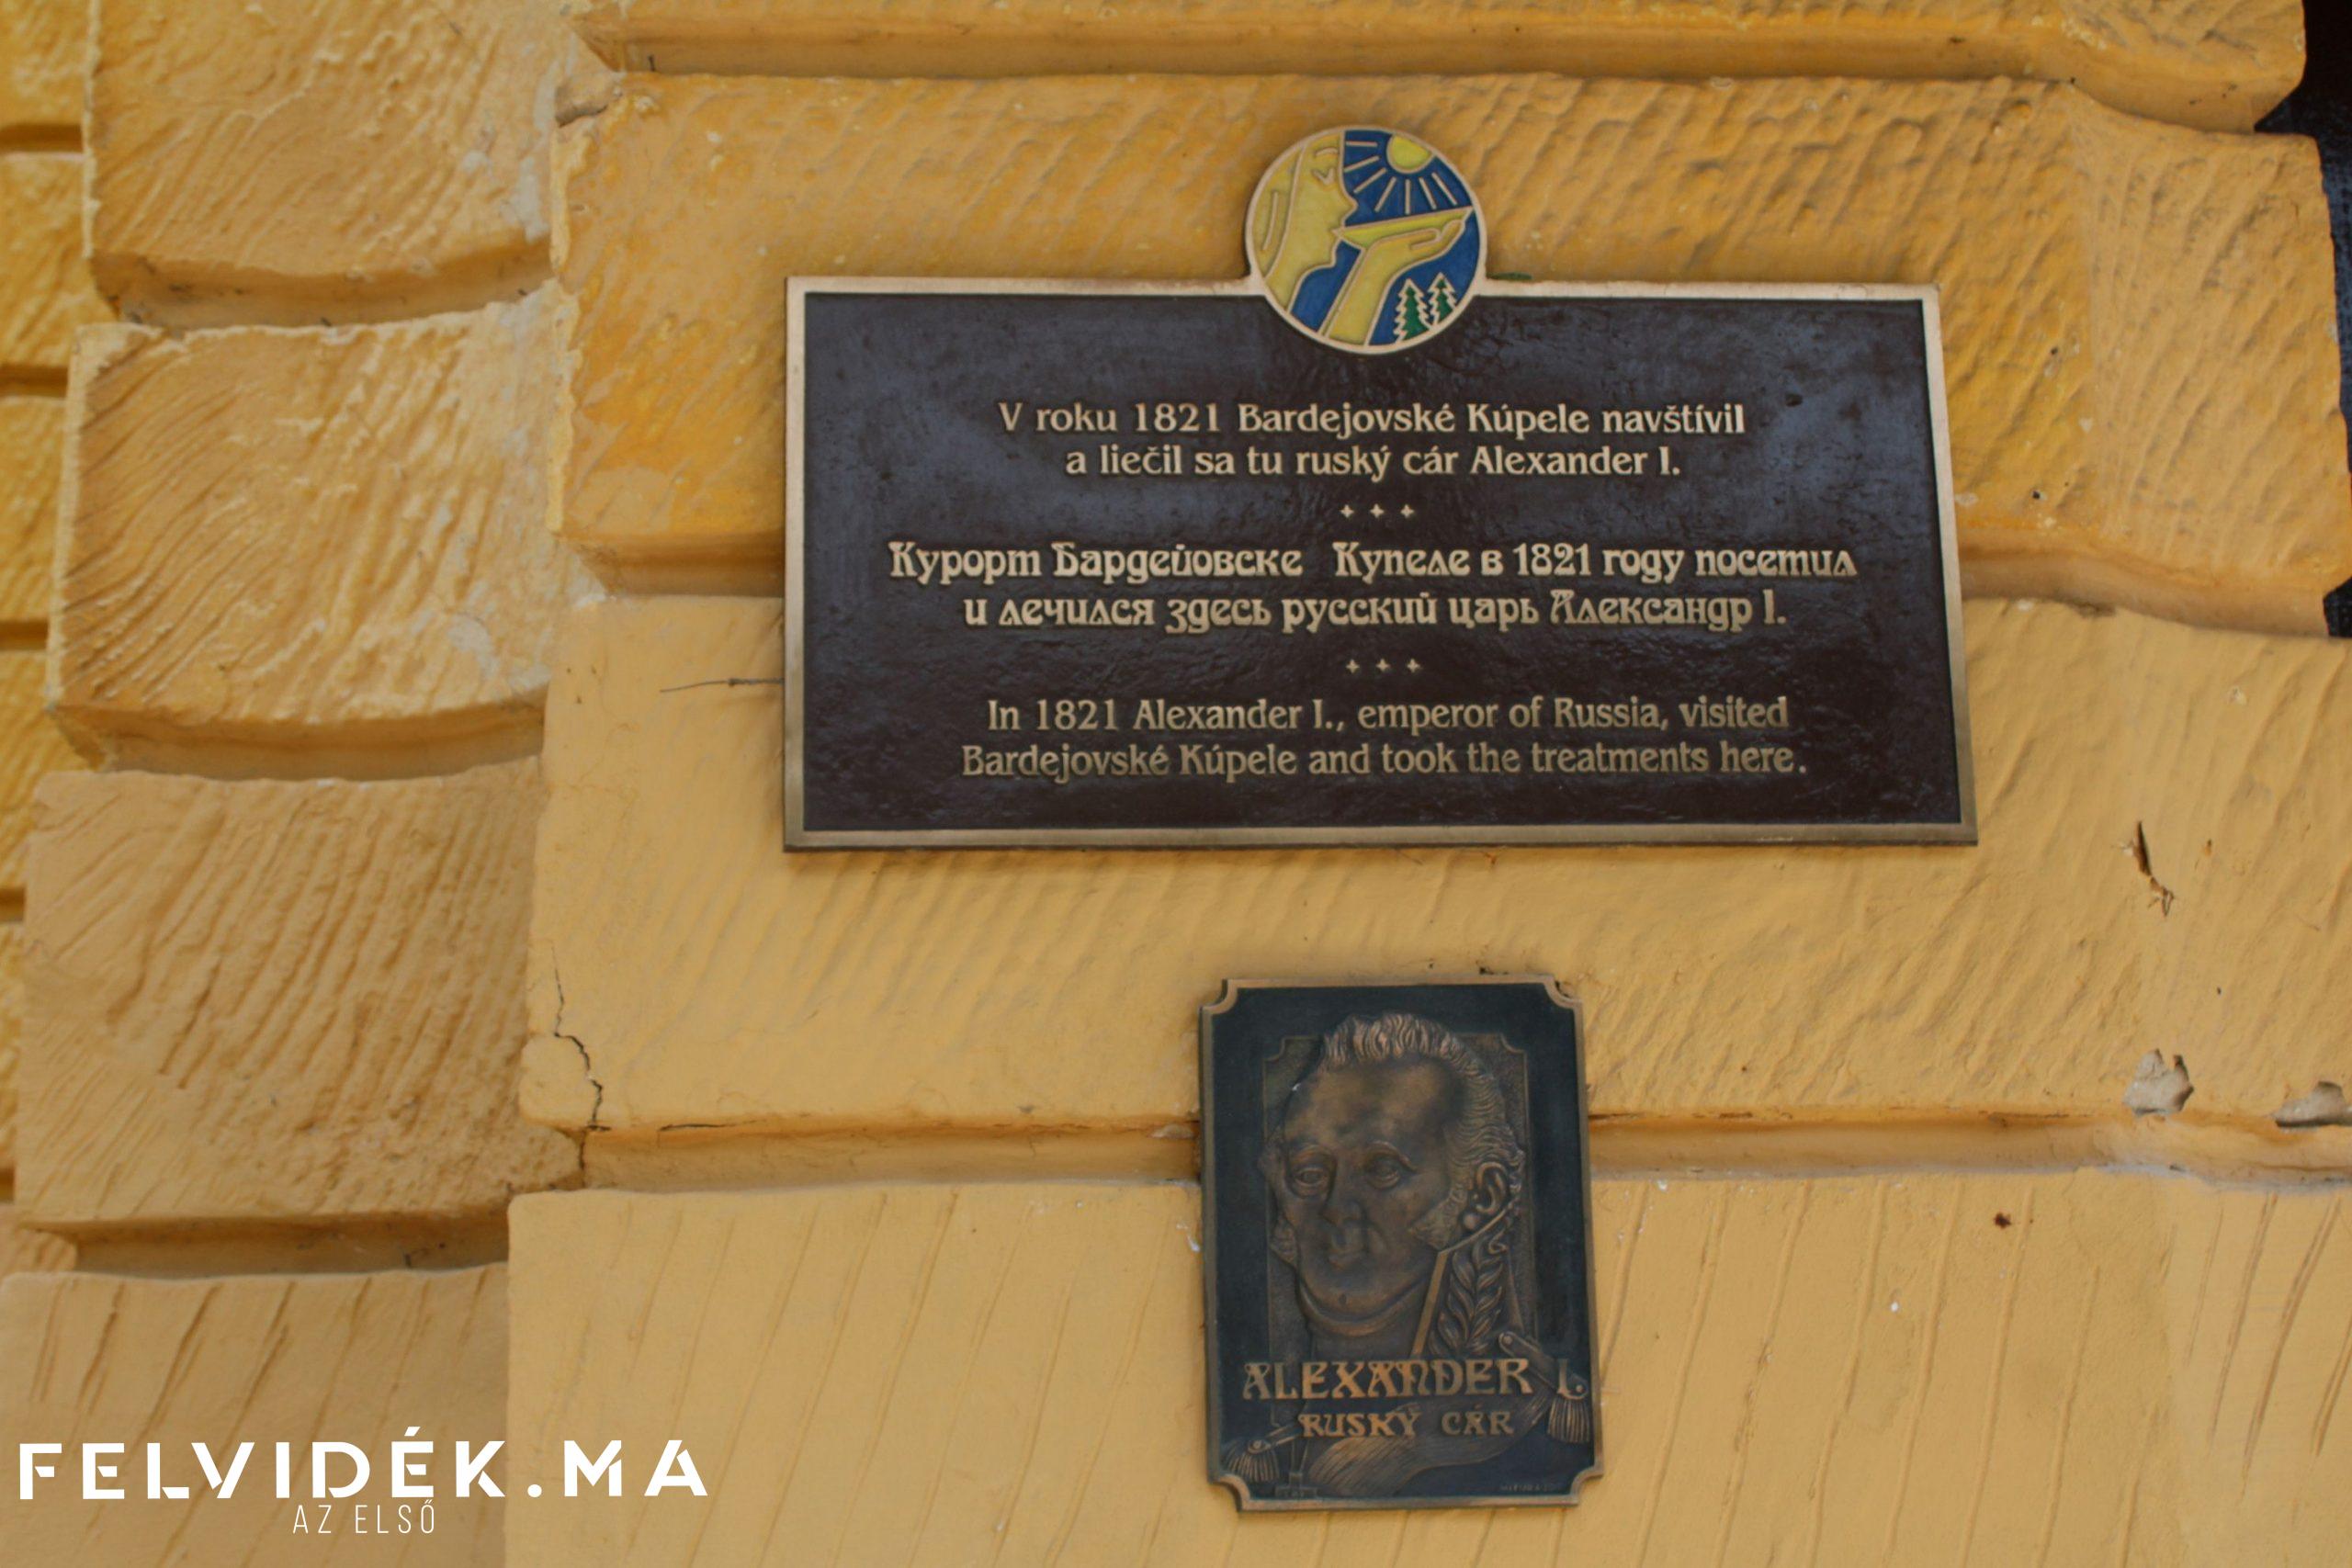 V roku 1821 Bardejovské Kúpele navštívil
a liečil sa tu ruský cár Alexander I.
Курорт Бардейовске Купеле в 1821 году посетил
и лечился здесь русский царь Александр I.
In 1821 Alexander I., emperor of Russia, visited
Bardejovské Kúpele and took the treatments here.
ALEXANDER I.
RUSKÝ CÁR
FELVIDÉK.MA
AZ ELSŐ